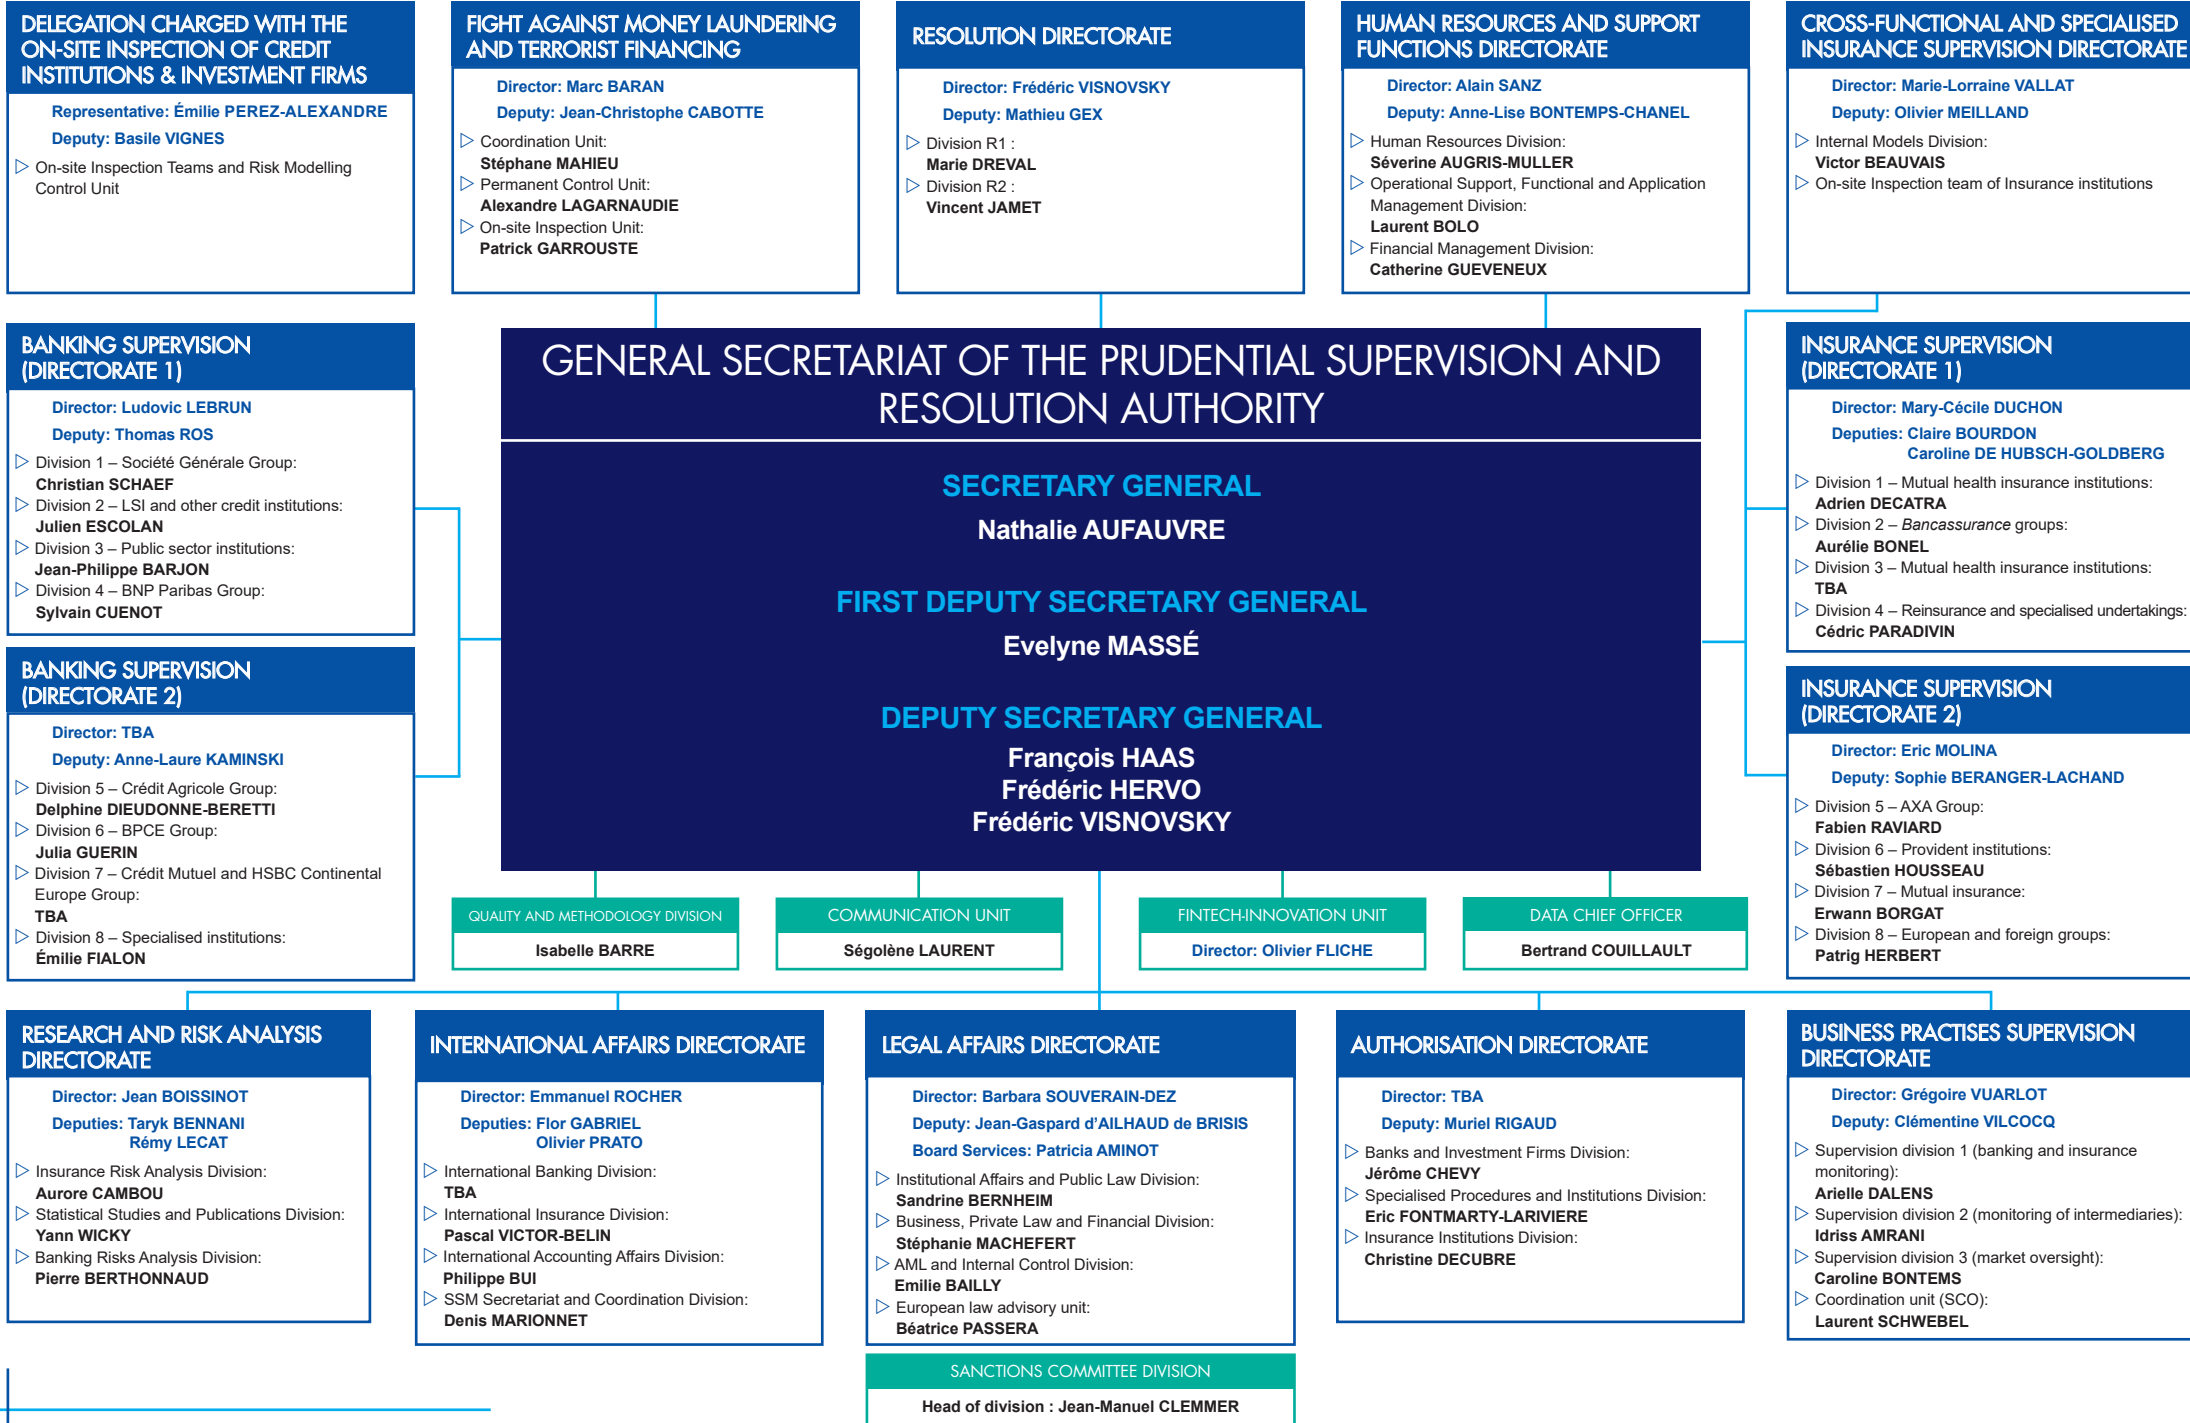 DELEGATION CHARGED WITH THE
ON-SITE INSPECTION OF CREDIT
INSTITUTIONS & INVESTMENT FIRMS
Representative: Émilie PEREZ-ALEXANDRE
Deputy: Basile VIGNES
On-site Inspection Teams and Risk Modelling
Control Unit
FIGHT AGAINST MONEY LAUNDERING
AND TERRORIST FINANCING
Director: Marc BARAN
Deputy: Jean-Christophe CABOTTE
Coordination Unit:
Stéphane MAHIEU
Permanent Control Unit:
Alexandre LAGARNAUDIE
On-site Inspection Unit:
Patrick GARROUSTE
RESOLUTION DIRECTORATE
Director: Frédéric VISNOVSKY
Deputy: Mathieu GEX
Division R1 :
Marie DREVAL
Division R2 :
Vincent JAMET
HUMAN RESOURCES AND SUPPORT
FUNCTIONS DIRECTORATE
Director: Alain SANZ
Deputy: Anne-Lise BONTEMPS-CHANEL
Human Resources Division:
Séverine AUGRIS-MULLER
Operational Support, Functional and Application
Management Division:
Laurent BOLO
Financial Management Division:
Catherine GUEVENEUX
CROSS-FUNCTIONAL AND SPECIALISED
INSURANCE SUPERVISION DIRECTORATE
Director: Marie-Lorraine VALLAT
Deputy: Olivier MEILLAND
Internal Models Division:
Victor BEAUVAIS
On-site Inspection team of Insurance institutions
BANKING SUPERVISION
(DIRECTORATE 1)
Director: Ludovic LEBRUN
Deputy: Thomas ROS
Division 1 – Société Générale Group:
Christian SCHAEF
Division 2 – LSI and other credit institutions:
Julien ESCOLAN
Division 3 – Public sector institutions:
Jean-Philippe BARJON
Division 4 – BNP Paribas Group:
Sylvain CUENOT
BANKING SUPERVISION
(DIRECTORATE 2)
Director: TBA
Deputy: Anne-Laure KAMINSKI
Division 5 – Crédit Agricole Group:
Delphine DIEUDONNE-BERETTI
Division 6 – BPCE Group:
Julia GUERIN
Division 7 – Crédit Mutuel and HSBC Continental
Europe Group:
TBA
Division 8 – Specialised institutions:
Émilie FIALON
GENERAL SECRETARIAT OF THE PRUDENTIAL SUPERVISION AND
RESOLUTION AUTHORITY
SECRETARY GENERAL
Nathalie AUFAUVRE
FIRST DEPUTY SECRETARY GENERAL
Evelyne MASSÉ
DEPUTY SECRETARY GENERAL
François HAAS
Frédéric HERVO
Frédéric VISNOVSKY
INSURANCE SUPERVISION
(DIRECTORATE 1)
Director: Mary-Cécile DUCHON
Deputies: Claire BOURDON
Caroline DE HUBSCH-GOLDBERG
Division 1 – Mutual health insurance institutions:
Adrien DECATRA
Division 2 – Bancassurance groups:
Aurélie BONEL
Division 3 – Mutual health insurance institutions:
TBA
Division 4 – Reinsurance and specialised undertakings:
Cédric PARADIVIN
INSURANCE SUPERVISION
(DIRECTORATE 2)
Director: Eric MOLINA
Deputy: Sophie BERANGER-LACHAND
Division 5 – AXA Group:
Fabien RAVIARD
Division 6 – Provident institutions:
Sébastien HOUSSEAU
Division 7 – Mutual insurance:
Erwann BORGAT
Division 8 – European and foreign groups:
Patrig HERBERT
QUALITY AND METHODOLOGY DIVISION
Isabelle BARRE
COMMUNICATION UNIT
Ségolène LAURENT
FINTECH-INNOVATION UNIT
Director: Olivier FLICHE
DATA CHIEF OFFICER
Bertrand COUILLAULT
RESEARCH AND RISK ANALYSIS
DIRECTORATE
Director: Jean BOISSINOT
Deputies: Taryk BENNANI
Rémy LECAT
Insurance Risk Analysis Division:
Aurore CAMBOU
Statistical Studies and Publications Division:
Yann WICKY
Banking Risks Analysis Division:
Pierre BERTHONNAUD
INTERNATIONAL AFFAIRS DIRECTORATE
Director: Emmanuel ROCHER
Deputies: Flor GABRIEL
Olivier PRATO
International Banking Division:
TBA
International Insurance Division:
Pascal VICTOR-BELIN
International Accounting Affairs Division:
Philippe BUI
SSM Secretariat and Coordination Division:
Denis MARIONNET
LEGAL AFFAIRS DIRECTORATE
Director: Barbara SOUVERAIN-DEZ
Deputy: Jean-Gaspard d’AILHAUD de BRISIS
Board Services: Patricia AMINOT
Institutional Affairs and Public Law Division:
Sandrine BERNHEIM
Business, Private Law and Financial Division:
Stéphanie MACHEFERT
AML and Internal Control Division:
Emilie BAILLY
European law advisory unit:
Béatrice PASSERA
SANCTIONS COMMITTEE DIVISION
Head of division : Jean-Manuel CLEMMER
AUTHORISATION DIRECTORATE
Director: TBA
Deputy: Muriel RIGAUD
Banks and Investment Firms Division:
Jérôme CHEVY
Specialised Procedures and Institutions Division:
Eric FONTMARTY-LARIVIERE
Insurance Institutions Division:
Christine DECUBRE
BUSINESS PRACTISES SUPERVISION
DIRECTORATE
Director: Grégoire VUARLOT
Deputy: Clémentine VILCOCQ
Supervision division 1 (banking and insurance
monitoring):
Arielle DALENS
Supervision division 2 (monitoring of intermediaries):
Idriss AMRANI
Supervision division 3 (market oversight):
Caroline BONTEMS
Coordination unit (SCO):
Laurent SCHWEBEL